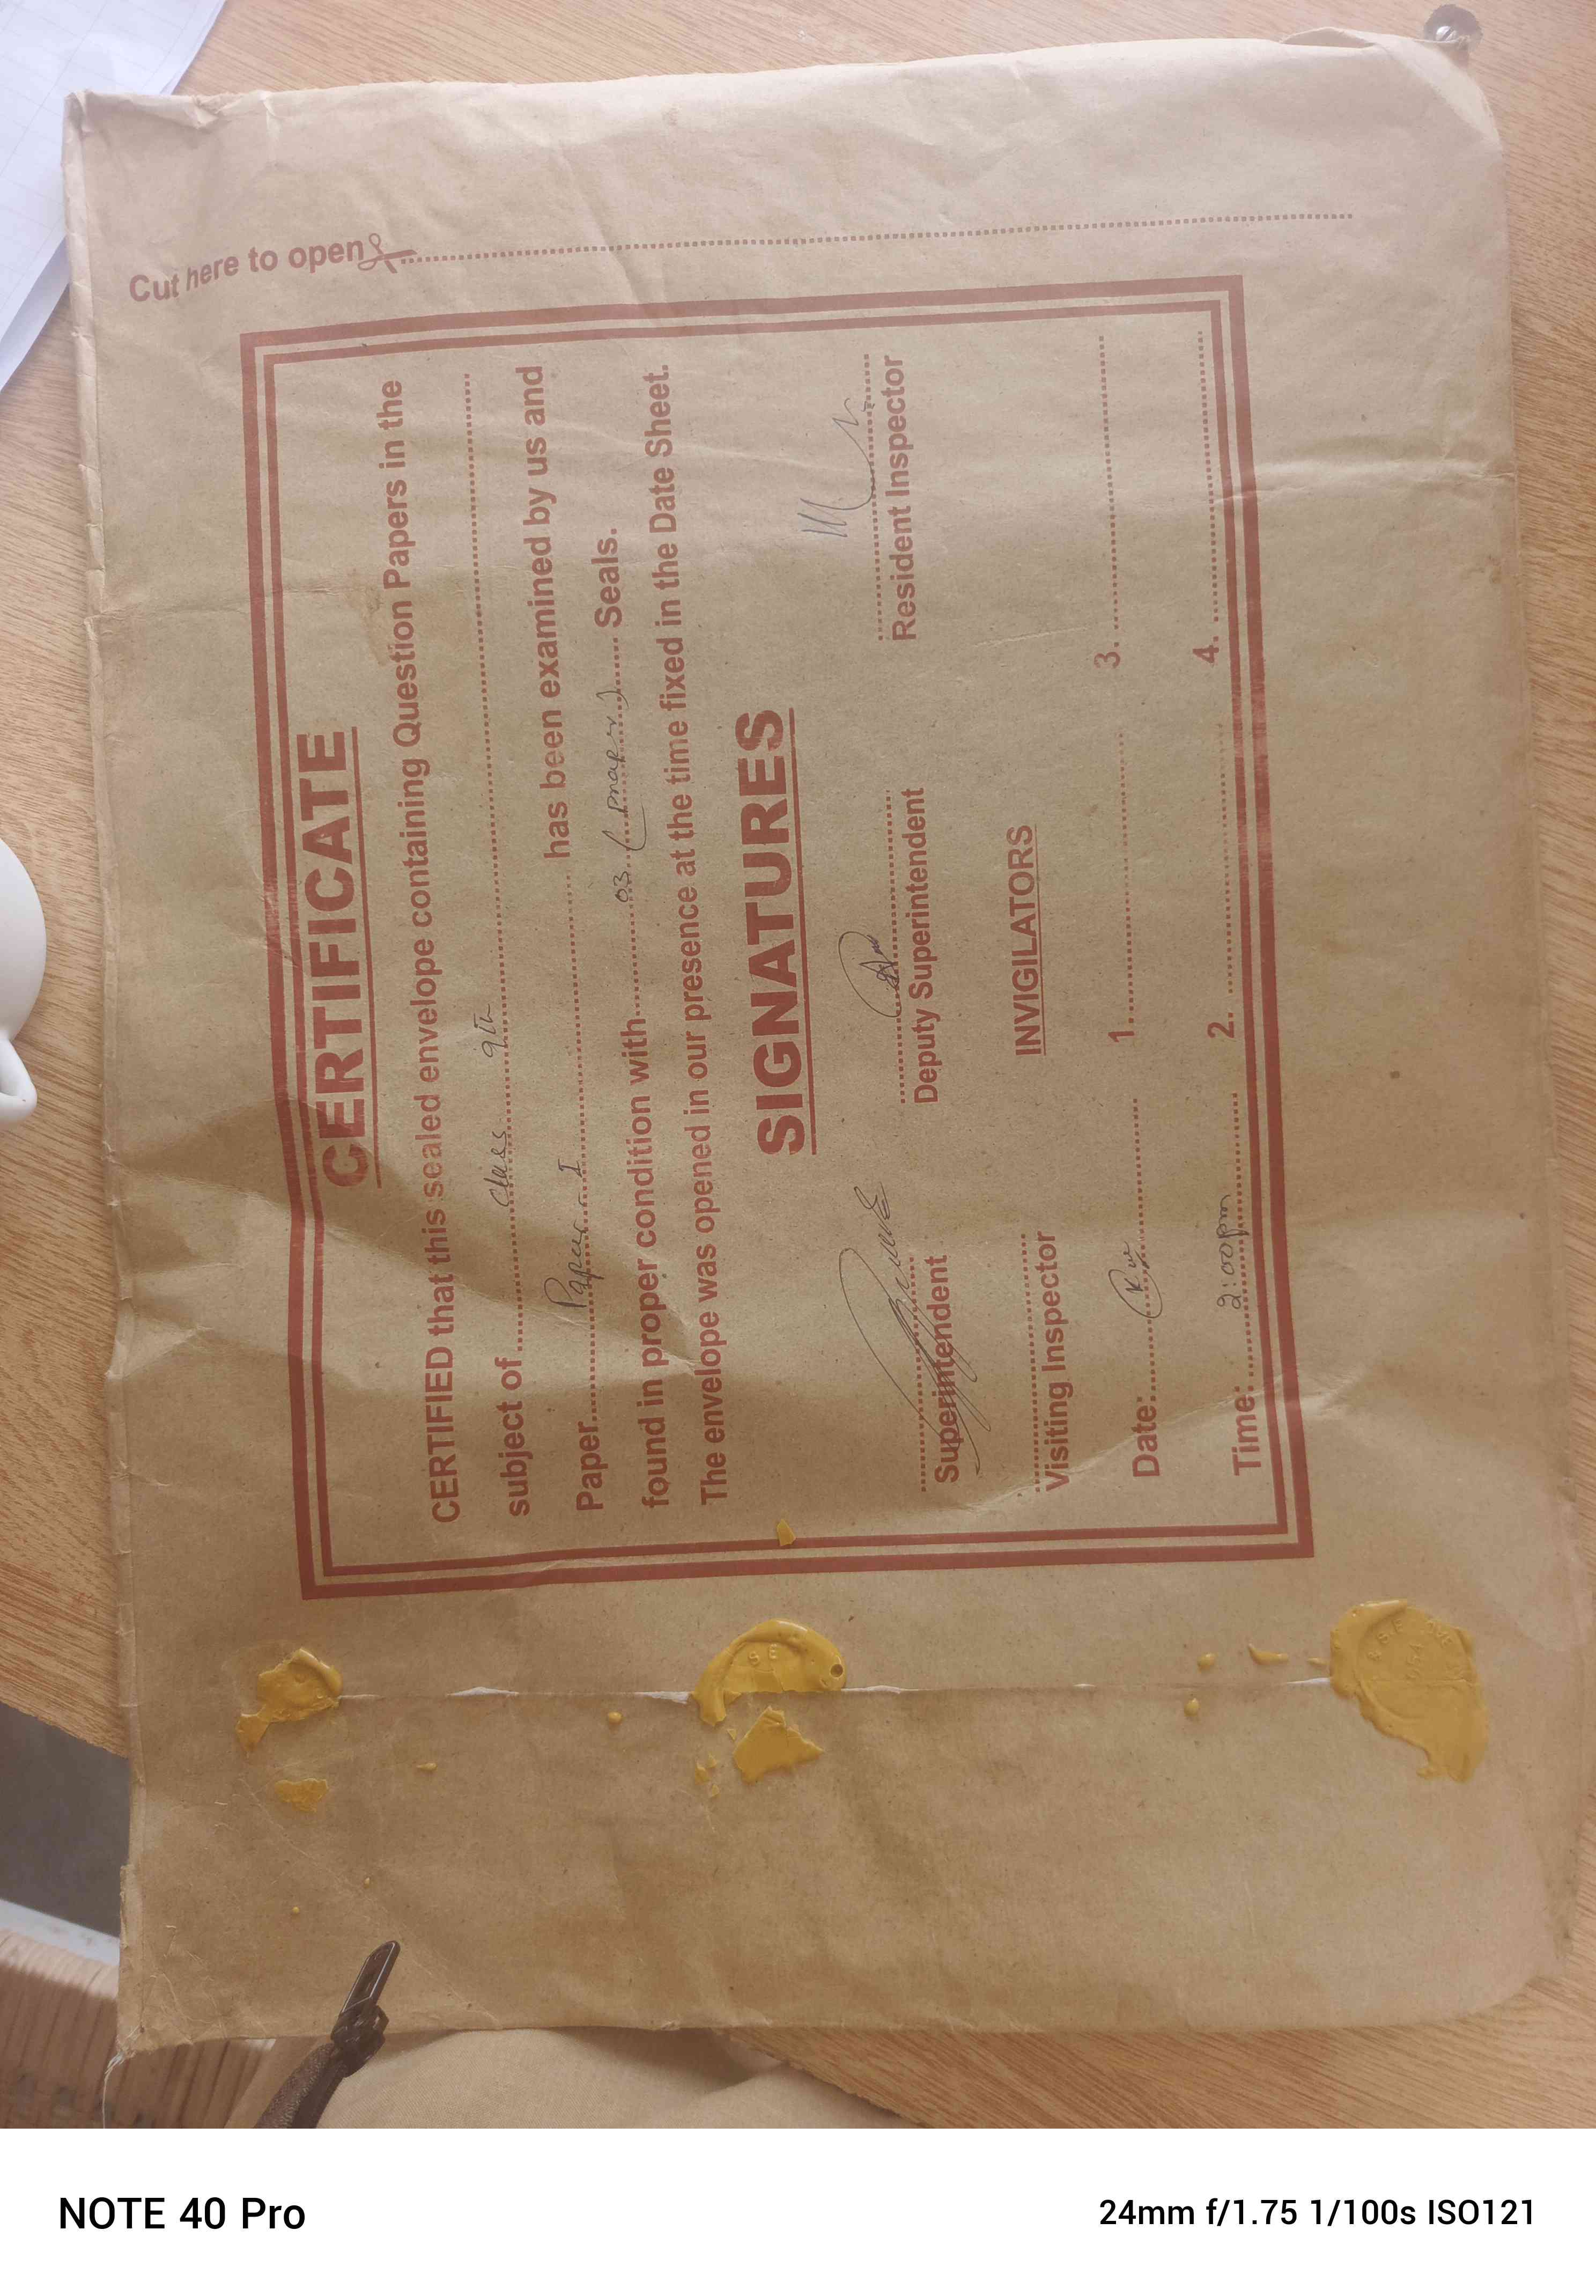 Cut here to open
CERTIFICATE
CERTIFIED that this sealed envelope containing Question Papers in the
subject of.......... Class .... 9th ..........
Paper.......... Paper - I .......... has been examined by us and
found in proper condition with.......... 03 .......... Seals.
The envelope was opened in our presence at the time fixed in the Date Sheet.
SIGNATURES
Superintendent Deputy Superintendent Resident Inspector
Visiting Inspector INVIGILATORS
Date:.......... 1.......... 3. ..........
Time:.......... 2:00pm .......... 2. .......... 4. ..........
NOTE 40 Pro
24mm f/1.75 1/100s ISO121